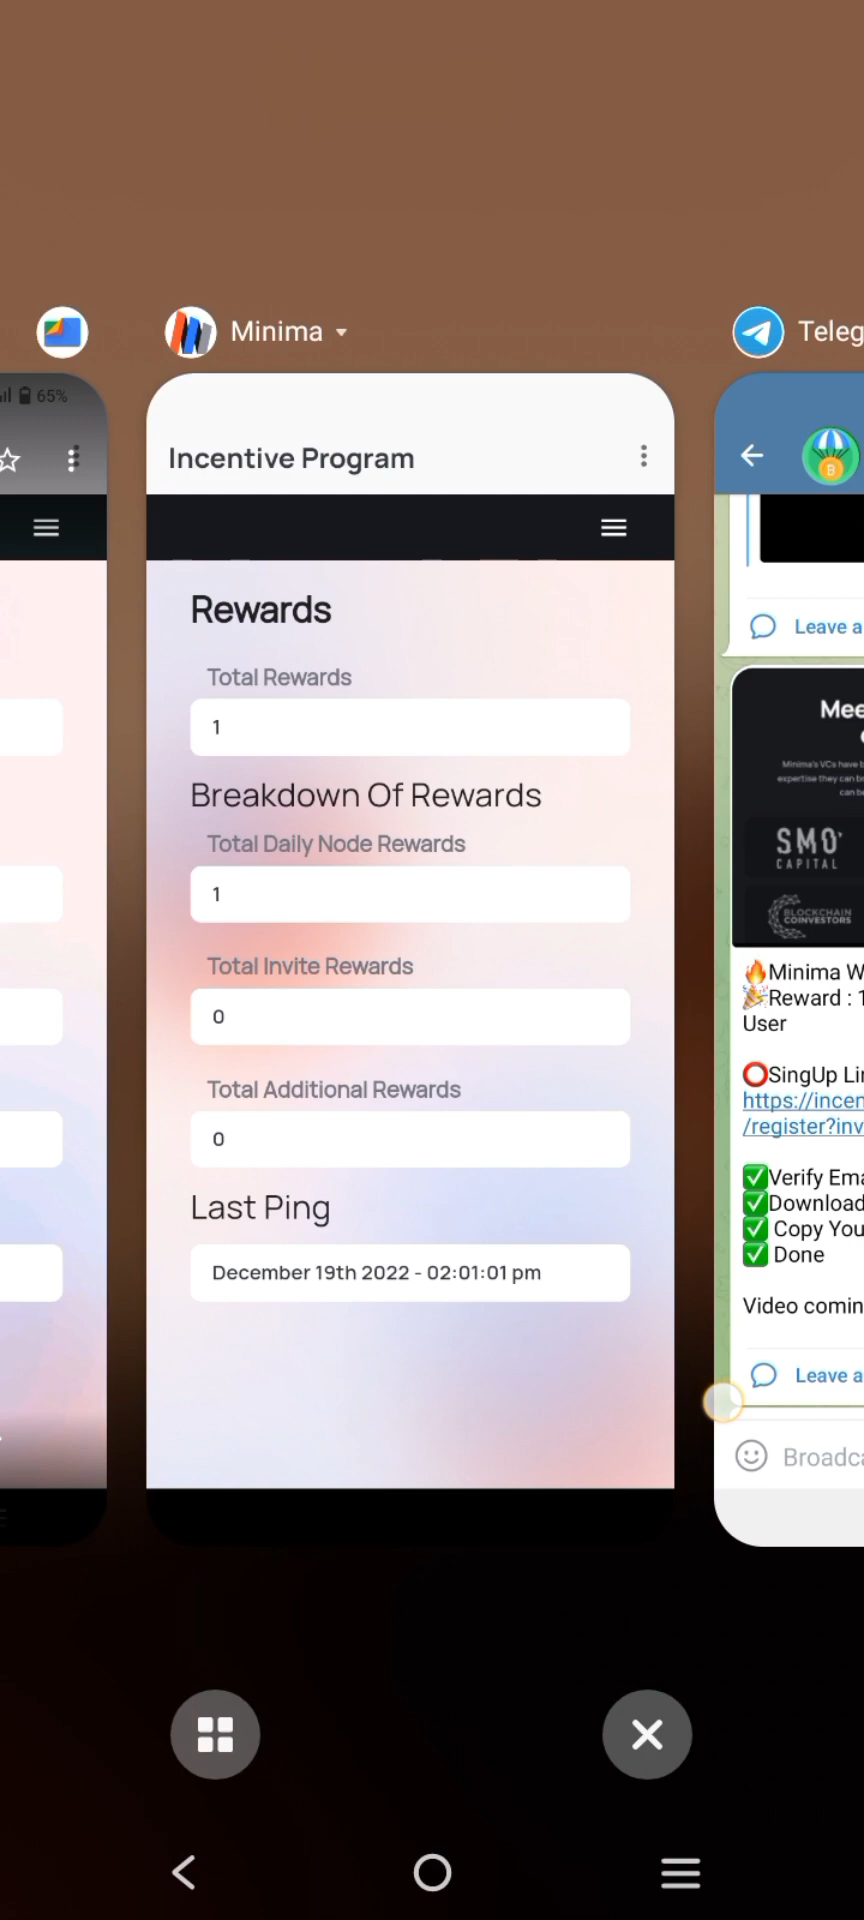 Minima
Teleg
65%
Incentive Program
Rewards
Total Rewards
1
Breakdown Of Rewards
Total Daily Node Rewards
1
Total Invite Rewards
0
Total Additional Rewards
0
Last Ping
December 19th 2022 - 02:01:01 pm
Leave a
Mee
Minima's VCs have b
expertise they can br
can be
SMO
CAPITAL
BLOCKCHAIN
COINVESTORS
🔥Minima W
🎉Reward : 1
User
⭕SingUp Lin
https://incen
/register?inv
✅Verify Ema
✅Download
✅ Copy You
✅ Done
Video comin
Leave a
Broadca